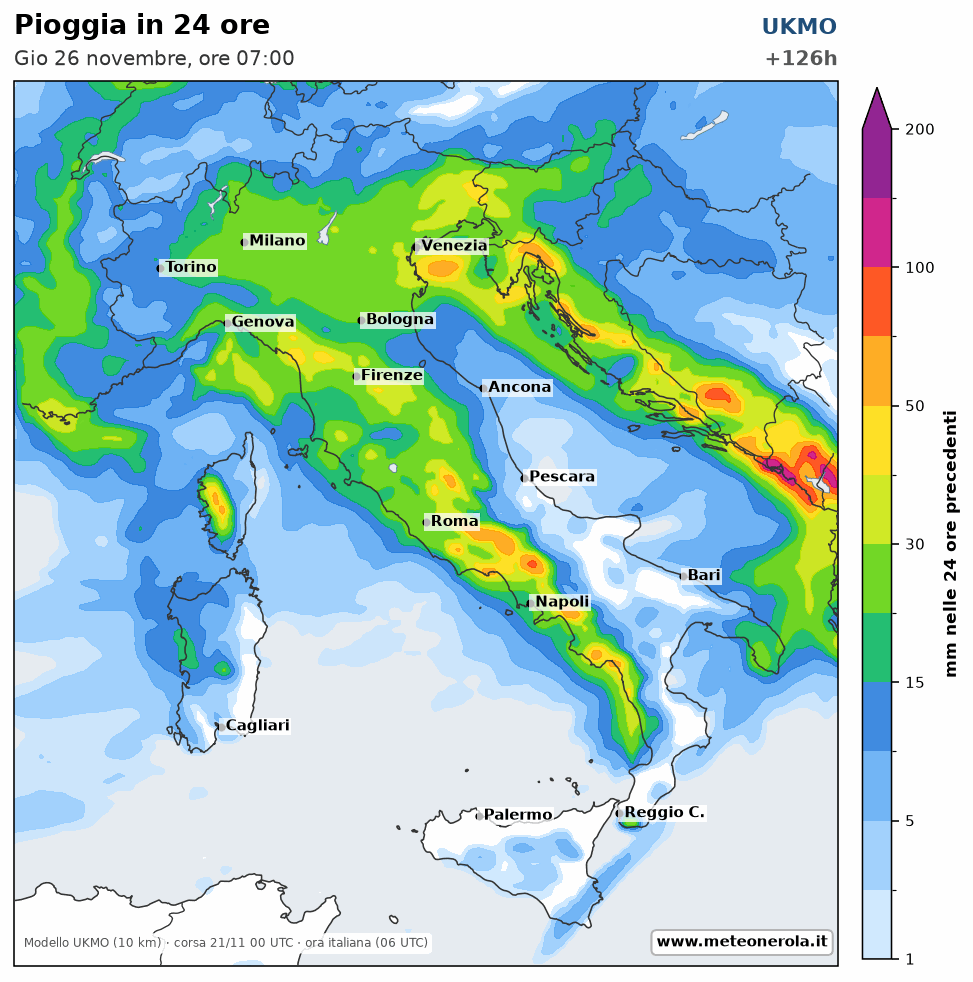 Pioggia in 24 ore
UKMO
Gio 26 novembre, ore 07:00
+126h
200
100
50
30
15
5
1
mm nelle 24 ore precedenti
Milano
Venezia
Torino
Genova
Bologna
Firenze
Ancona
Pescara
Roma
Bari
Napoli
Cagliari
Palermo
Reggio C.
Modello UKMO (10 km) · corsa 21/11 00 UTC · ora italiana (06 UTC)
www.meteonerola.it